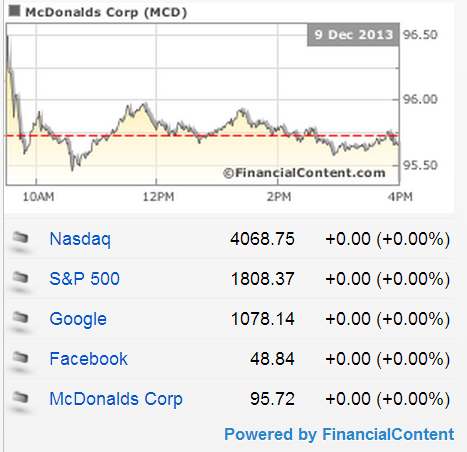 McDonalds Corp (MCD)
9 Dec 2013
96.50
96.00
95.50
©FinancialContent.com
10AM 12PM 2PM 4PM
Nasdaq 4068.75 +0.00 (+0.00%)
S&P 500 1808.37 +0.00 (+0.00%)
Google 1078.14 +0.00 (+0.00%)
Facebook 48.84 +0.00 (+0.00%)
McDonalds Corp 95.72 +0.00 (+0.00%)
Powered by FinancialContent